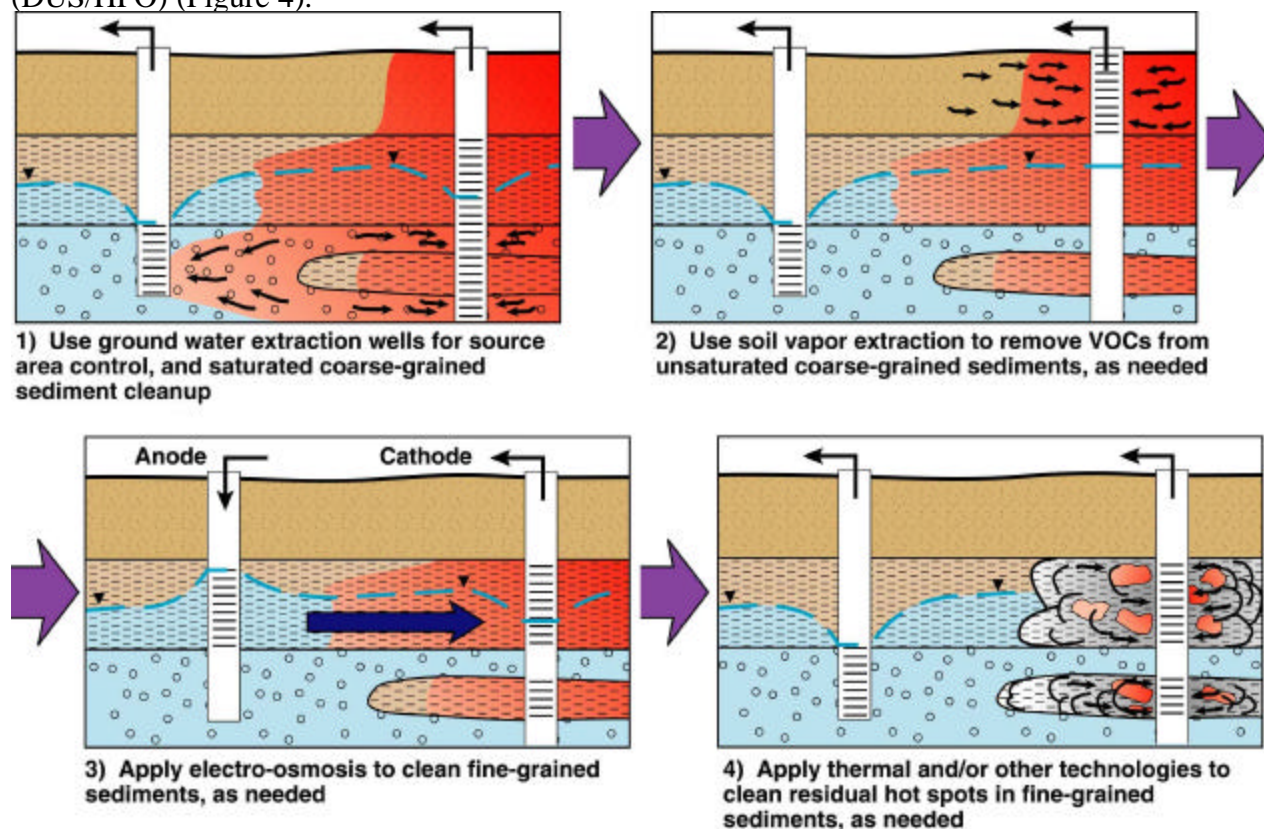 (DUS/HPO) (Figure 4).
1) Use ground water extraction wells for source
area control, and saturated coarse-grained
sediment cleanup
2) Use soil vapor extraction to remove VOCs from
unsaturated coarse-grained sediments, as needed
Anode
Cathode
3) Apply electro-osmosis to clean fine-grained
sediments, as needed
4) Apply thermal and/or other technologies to
clean residual hot spots in fine-grained
sediments, as needed